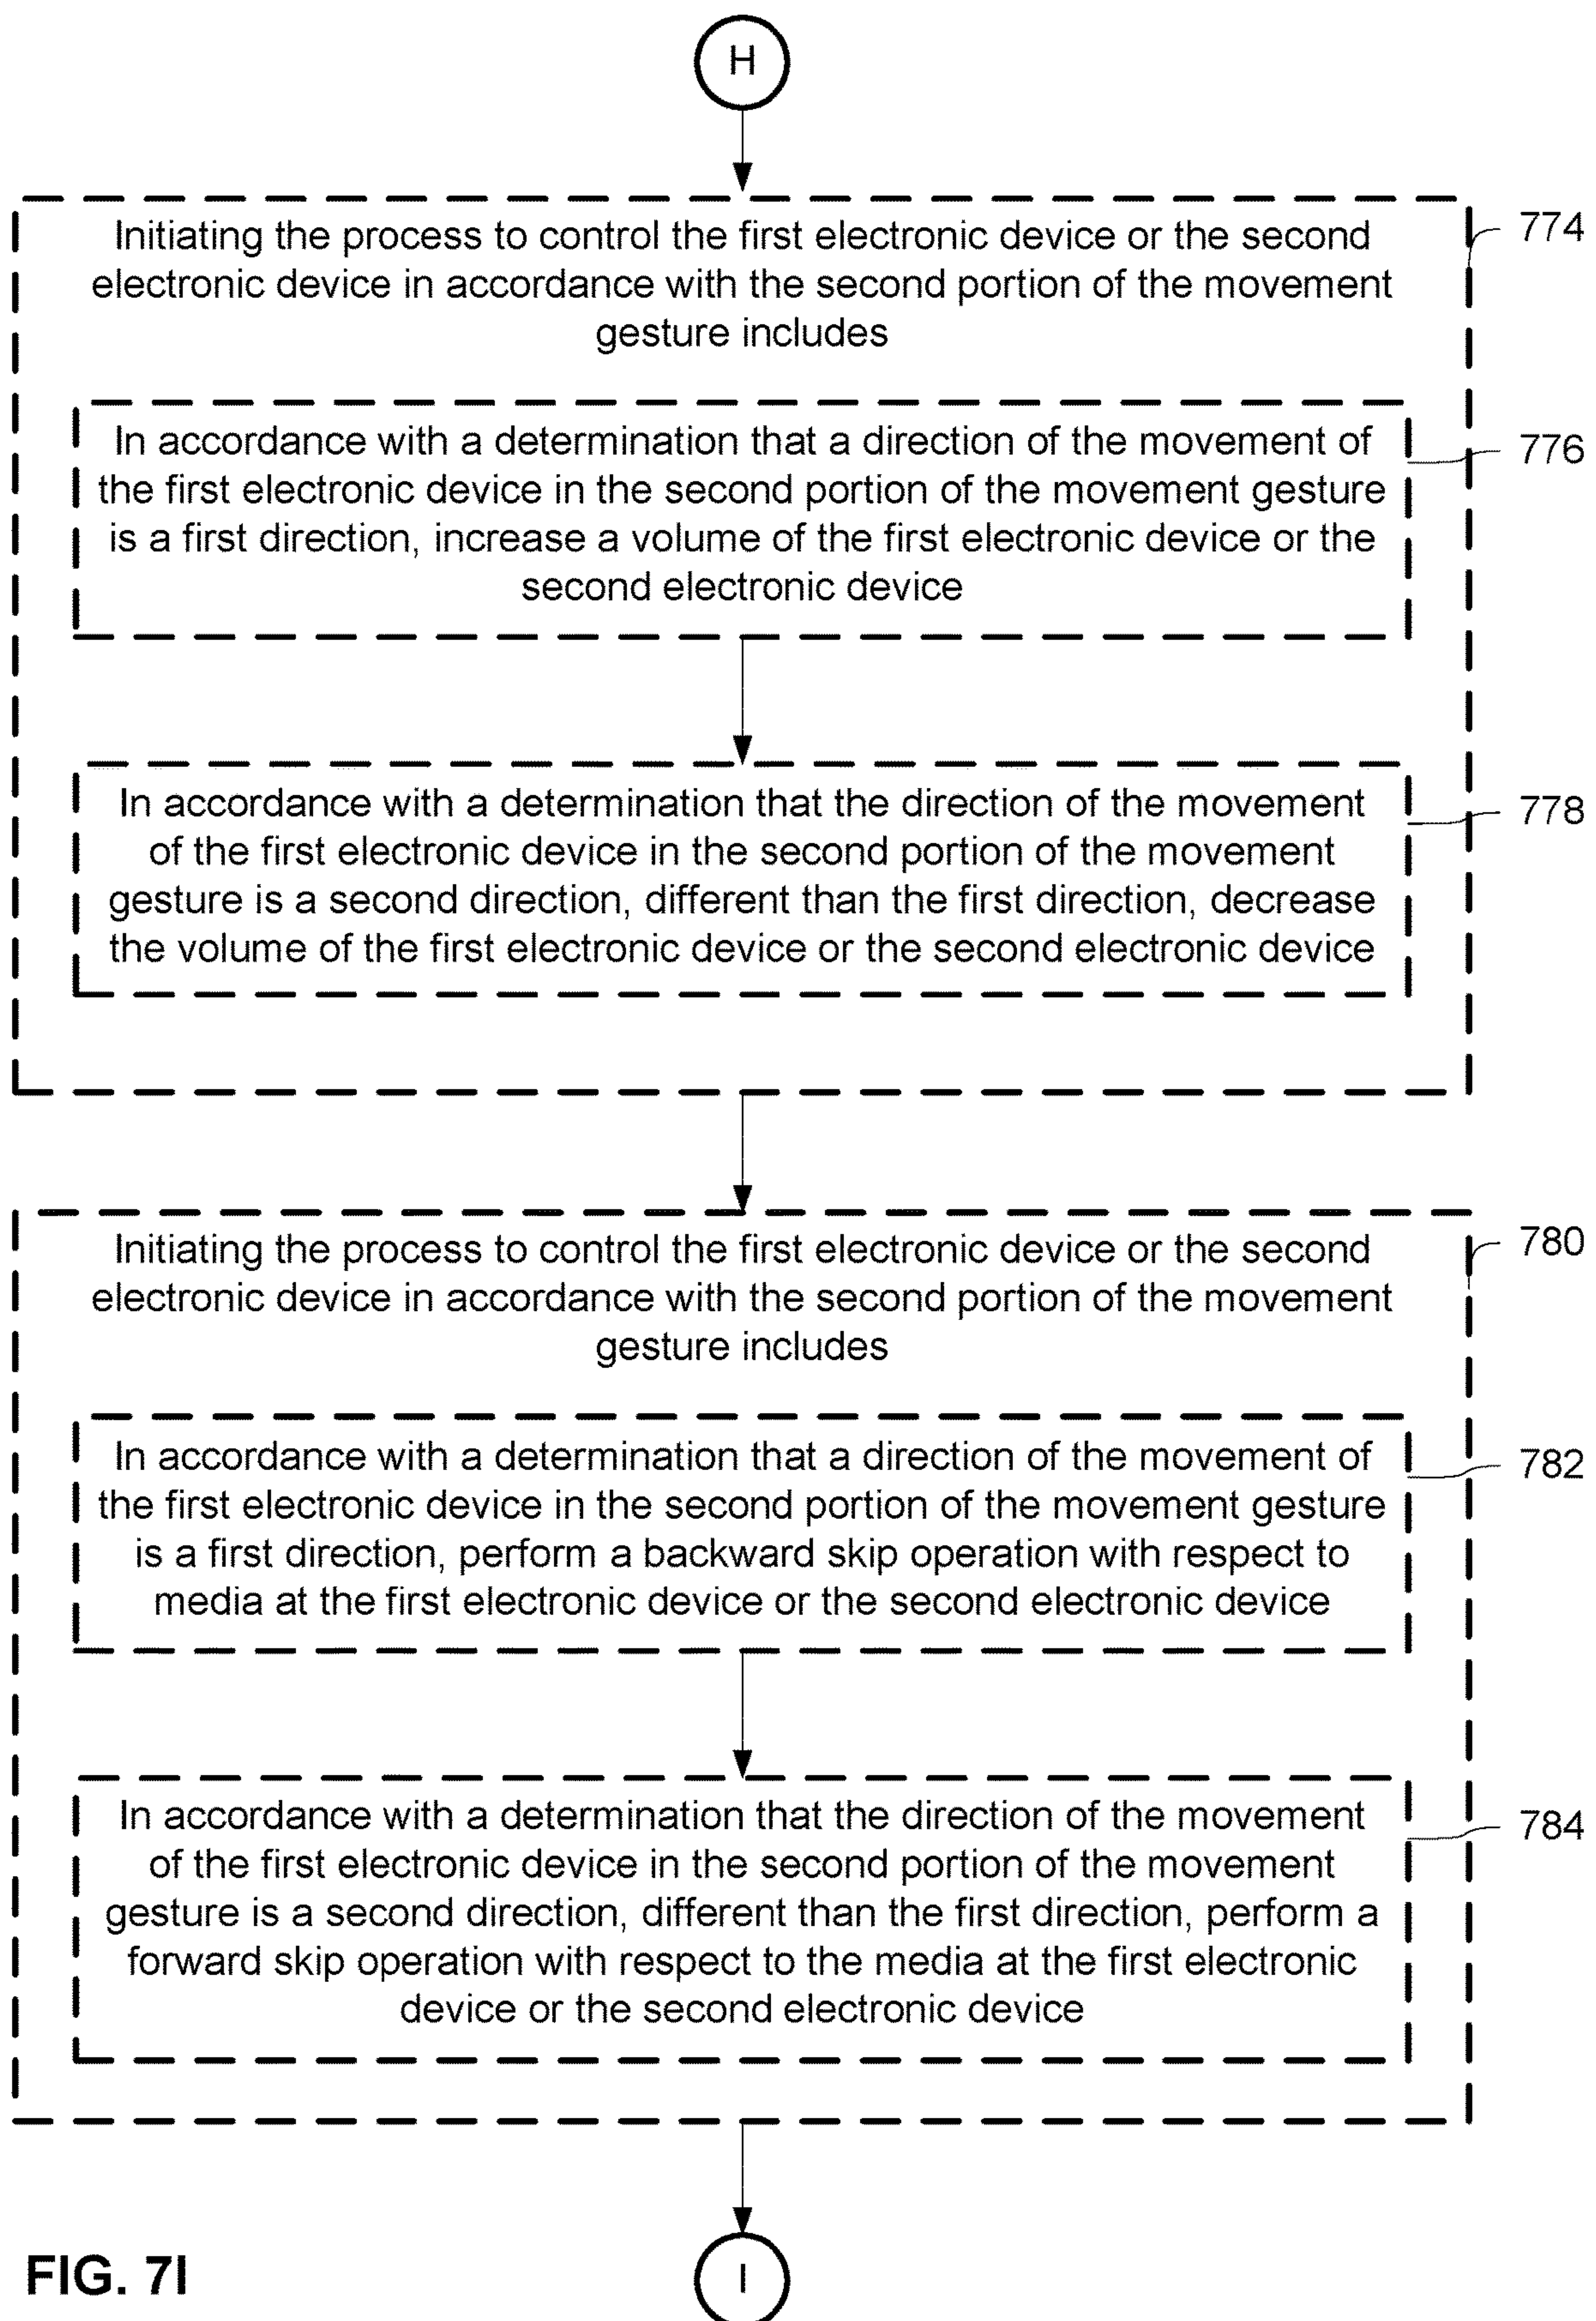 H
Initiating the process to control the first electronic device or the second
electronic device in accordance with the second portion of the movement
gesture includes
774
In accordance with a determination that a direction of the movement of
the first electronic device in the second portion of the movement gesture
is a first direction, increase a volume of the first electronic device or the
second electronic device
776
In accordance with a determination that the direction of the movement
of the first electronic device in the second portion of the movement
gesture is a second direction, different than the first direction, decrease
the volume of the first electronic device or the second electronic device
778
Initiating the process to control the first electronic device or the second
electronic device in accordance with the second portion of the movement
gesture includes
780
In accordance with a determination that a direction of the movement of
the first electronic device in the second portion of the movement gesture
is a first direction, perform a backward skip operation with respect to
media at the first electronic device or the second electronic device
782
In accordance with a determination that the direction of the movement
of the first electronic device in the second portion of the movement
gesture is a second direction, different than the first direction, perform a
forward skip operation with respect to the media at the first electronic
device or the second electronic device
784
FIG. 7I
I